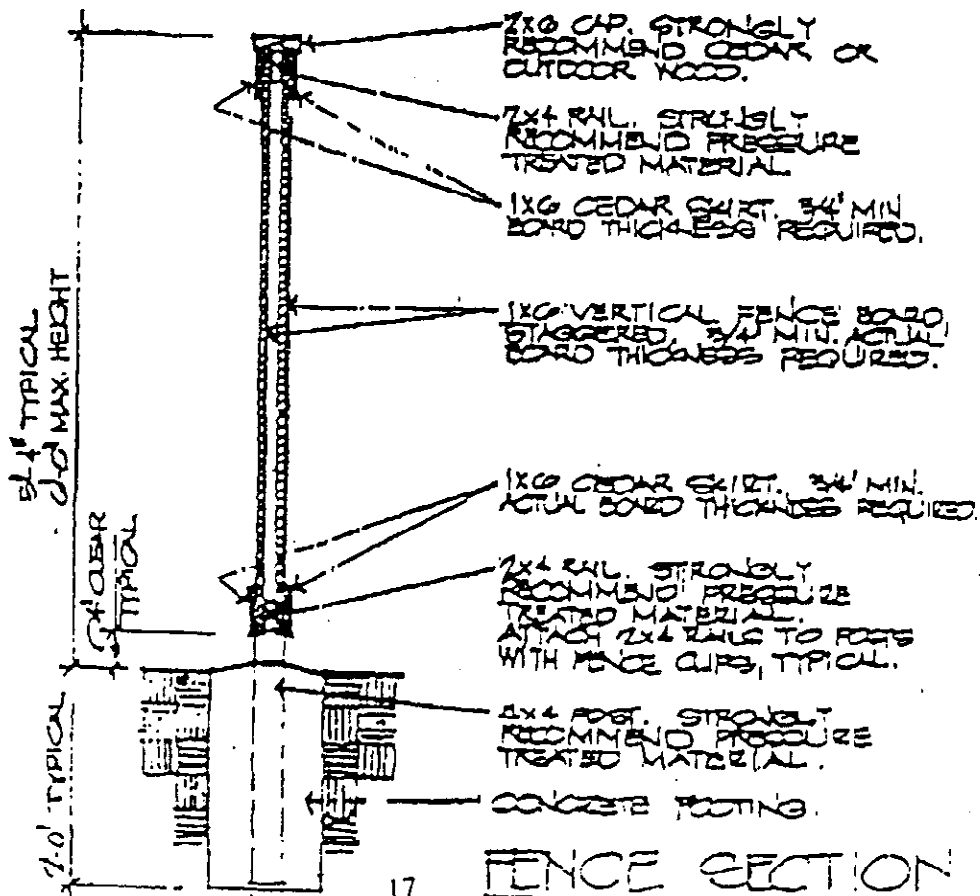 2X6 CAP. STRONGLY
RECOMMEND CEDAR OR
OUTDOOR WOOD.
2X4 RAIL. STRONGLY
RECOMMEND PRESSURE
TREATED MATERIAL.
1X6 CEDAR SKIRT. 3/4" MIN
BOARD THICKNESS REQUIRED.
1X6 VERTICAL FENCE BOARD,
STAGGERED, 3/4 MIN. ACTUAL
BOARD THICKNESS REQUIRED.
1X6 CEDAR SKIRT. 3/4" MIN.
ACTUAL BOARD THICKNESS REQUIRED.
2X4 RAIL. STRONGLY
RECOMMEND PRESSURE
TREATED MATERIAL.
ATTACH 2X4 RAILS TO POSTS
WITH FENCE CLIPS, TYPICAL.
4X4 POST. STRONGLY
RECOMMEND PRESSURE
TREATED MATERIAL.
CONCRETE FOOTING.
TYPICAL
MAX. HEIGHT
CLEAR
TYPICAL
2'-0" TYPICAL
17
FENCE SECTION